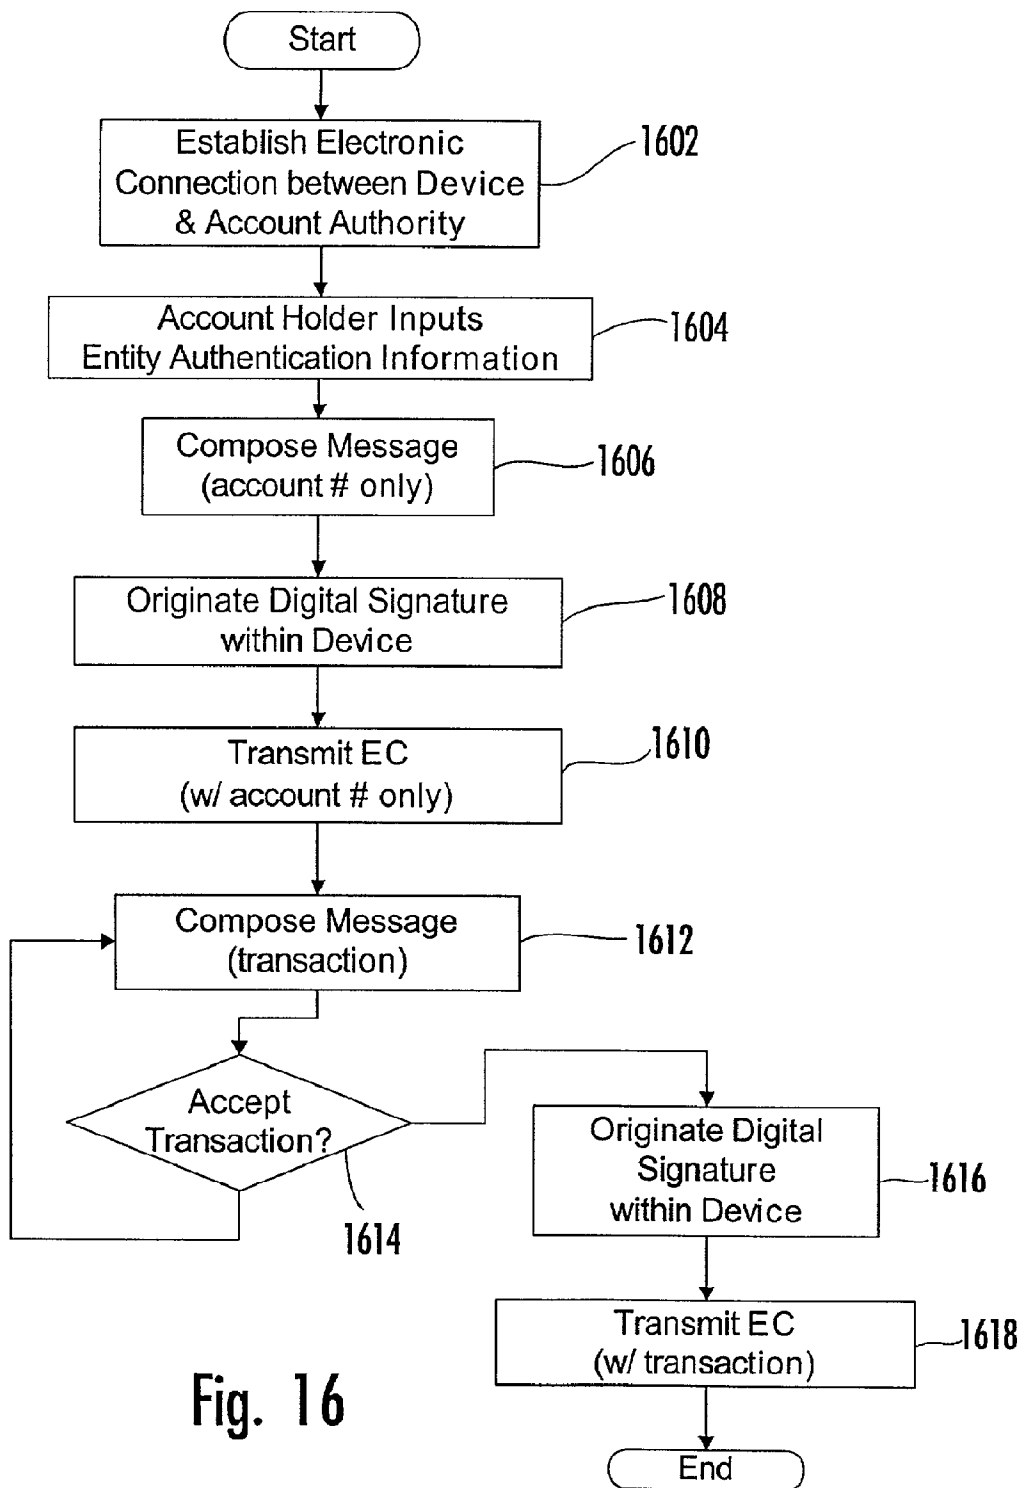 Start
Establish Electronic
Connection between Device
& Account Authority
1602
Account Holder Inputs
Entity Authentication Information
1604
Compose Message
(account # only)
1606
Originate Digital Signature
within Device
1608
Transmit EC
(w/ account # only)
1610
Compose Message
(transaction)
1612
Accept
Transaction?
1614
Originate Digital
Signature
within Device
1616
Transmit EC
(w/ transaction)
1618
End
Fig. 16